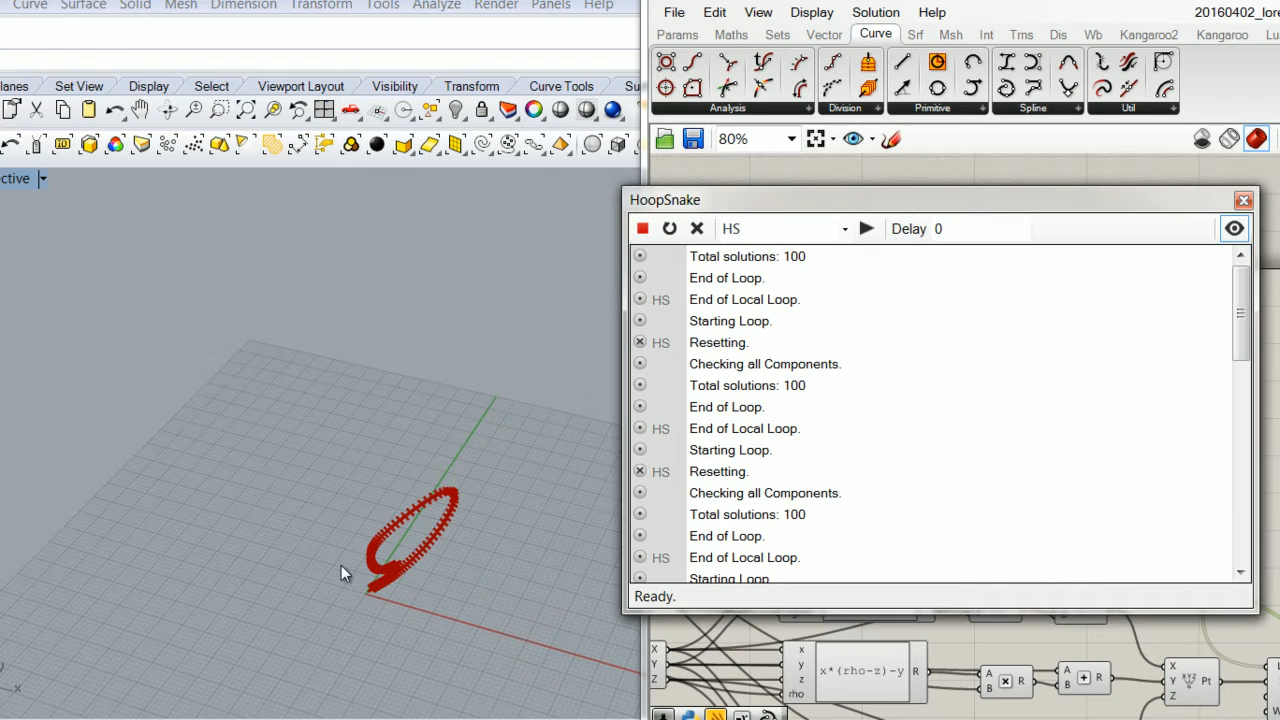 Curve Surface Solid Mesh Dimension Transform Tools Analyze Render Panels Help
File Edit View Display Solution Help
Params Maths Sets Vector Curve Srf Msh Int Trns Dis Wb Kangaroo2 Kangaroo
Set View Display Select Viewport Layout Visibility Transform Curve Tools
Analysis Division Primitive Spline Util
80%
HoopSnake
HS Delay 0
Total solutions: 100
End of Loop.
HS End of Local Loop.
Starting Loop.
HS Resetting.
Checking all Components.
Total solutions: 100
End of Loop.
HS End of Local Loop.
Starting Loop.
HS Resetting.
Checking all Components.
Total solutions: 100
End of Loop.
HS End of Local Loop.
Starting Loop
Ready.
X
Y
Z
x
y
z
rho
x*(rho-z)-y
R
A
B
R
A
B
R
X
Y
Z
Pt
x